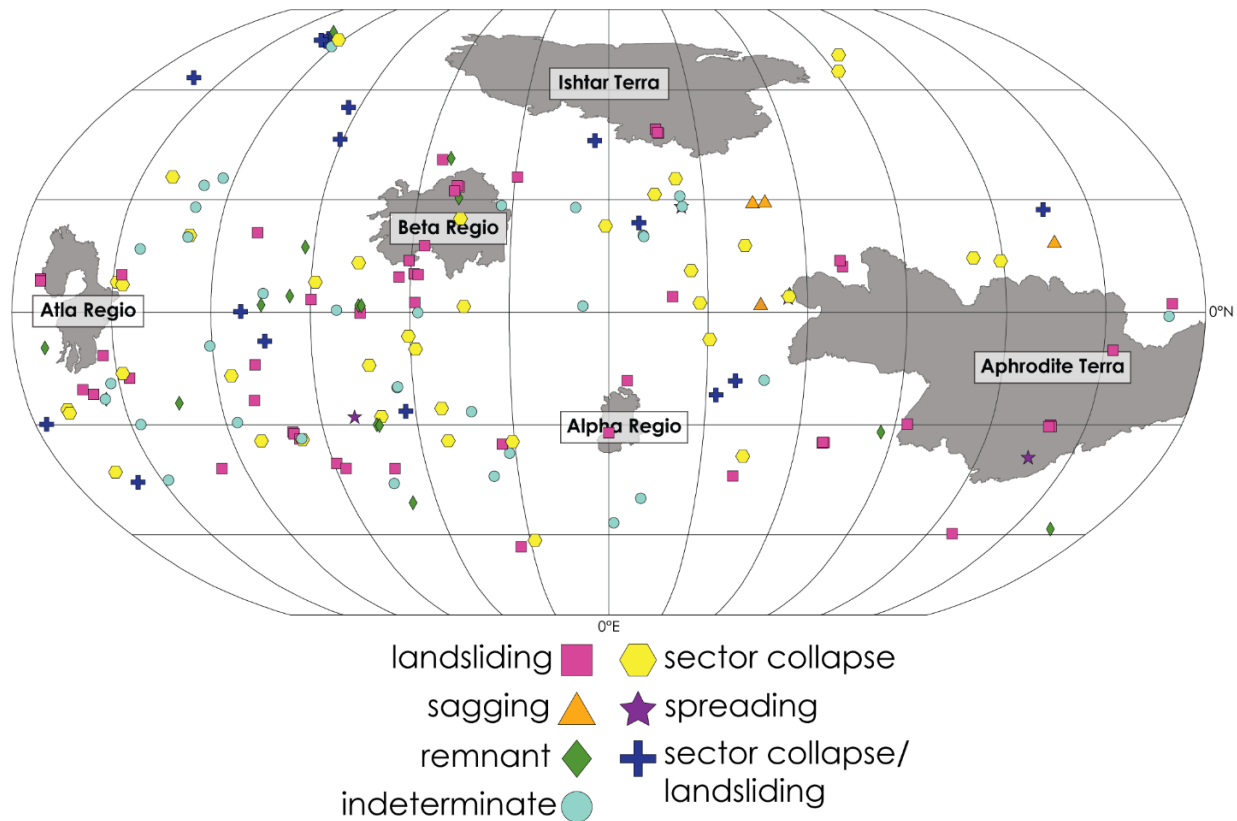 Ishtar Terra
Beta Regio
Atla Regio
0°N
Aphrodite Terra
Alpha Regio
0°E
landsliding
sector collapse
sagging
spreading
remnant
sector collapse/
landsliding
indeterminate